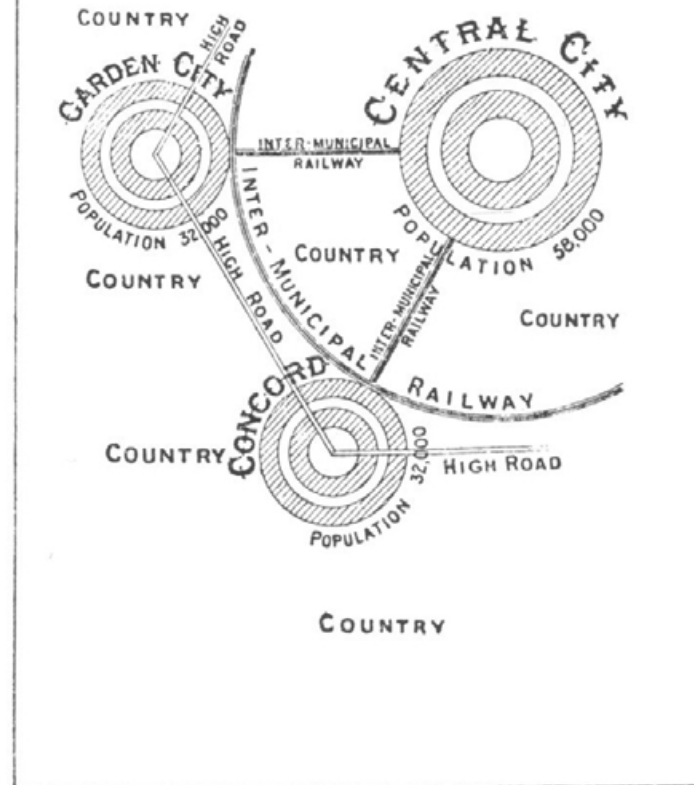 COUNTRY
HIGH
ROAD
GARDEN CITY
POPULATION 32,000
CENTRAL CITY
POPULATION 58,000
INTER-MUNICIPAL
RAILWAY
INTER-MUNICIPAL RAILWAY
COUNTRY
INTER-MUNICIPAL
RAILWAY
COUNTRY
HIGH ROAD
COUNTRY
CONCORD
POPULATION 32,000
COUNTRY
HIGH ROAD
COUNTRY